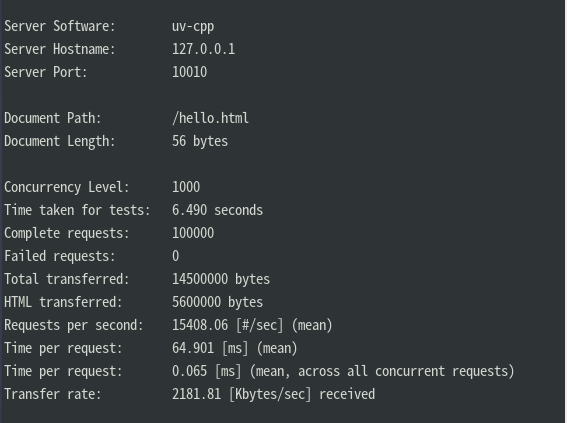 Server Software:        uv-cpp
Server Hostname:        127.0.0.1
Server Port:            10010

Document Path:          /hello.html
Document Length:        56 bytes

Concurrency Level:      1000
Time taken for tests:   6.490 seconds
Complete requests:      100000
Failed requests:        0
Total transferred:      14500000 bytes
HTML transferred:       5600000 bytes
Requests per second:    15408.06 [#/sec] (mean)
Time per request:       64.901 [ms] (mean)
Time per request:       0.065 [ms] (mean, across all concurrent requests)
Transfer rate:          2181.81 [Kbytes/sec] received